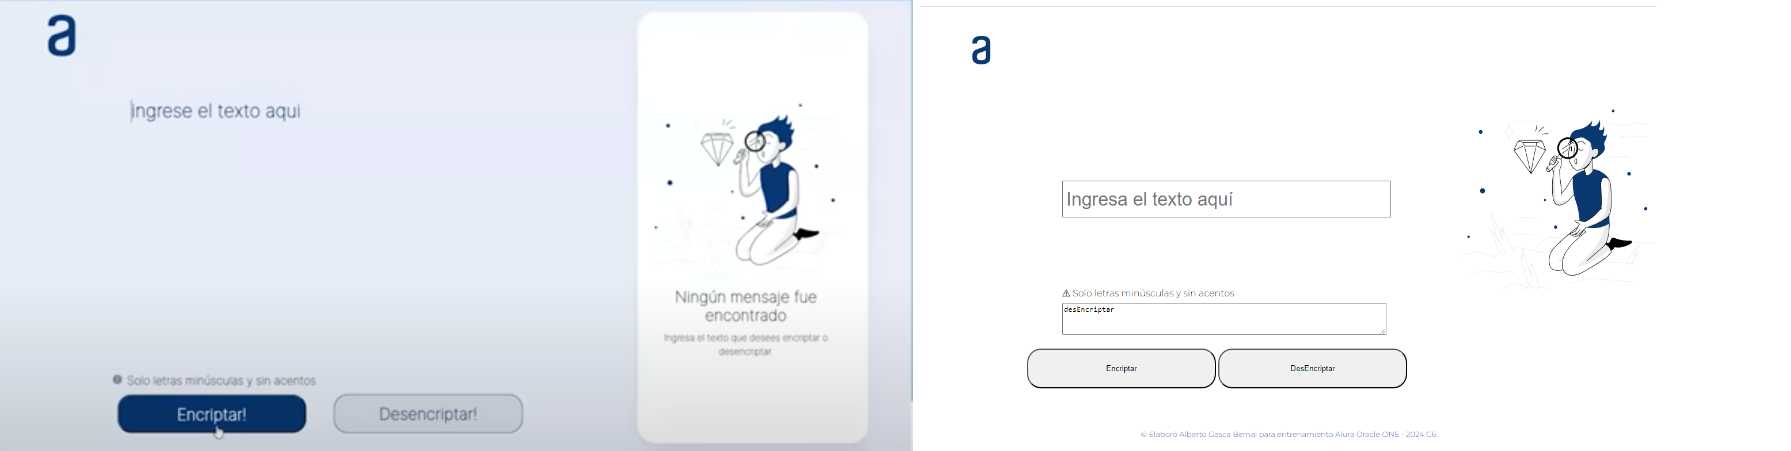 a
Ingrese el texto aqui
Ningún mensaje fue
encontrado
Ingresa el texto que desees encriptar o
desencriptar
Solo letras minúsculas y sin acentos
Encriptar!
Desencriptar!
a
Ingresa el texto aquí
⚠ Solo letras minúsculas y sin acentos
desEncriptar
Encriptar
DesEncriptar
© Elaboró Alberto Gasca Bernal para entrenamiento Alura Oracle ONE - 2024 G6